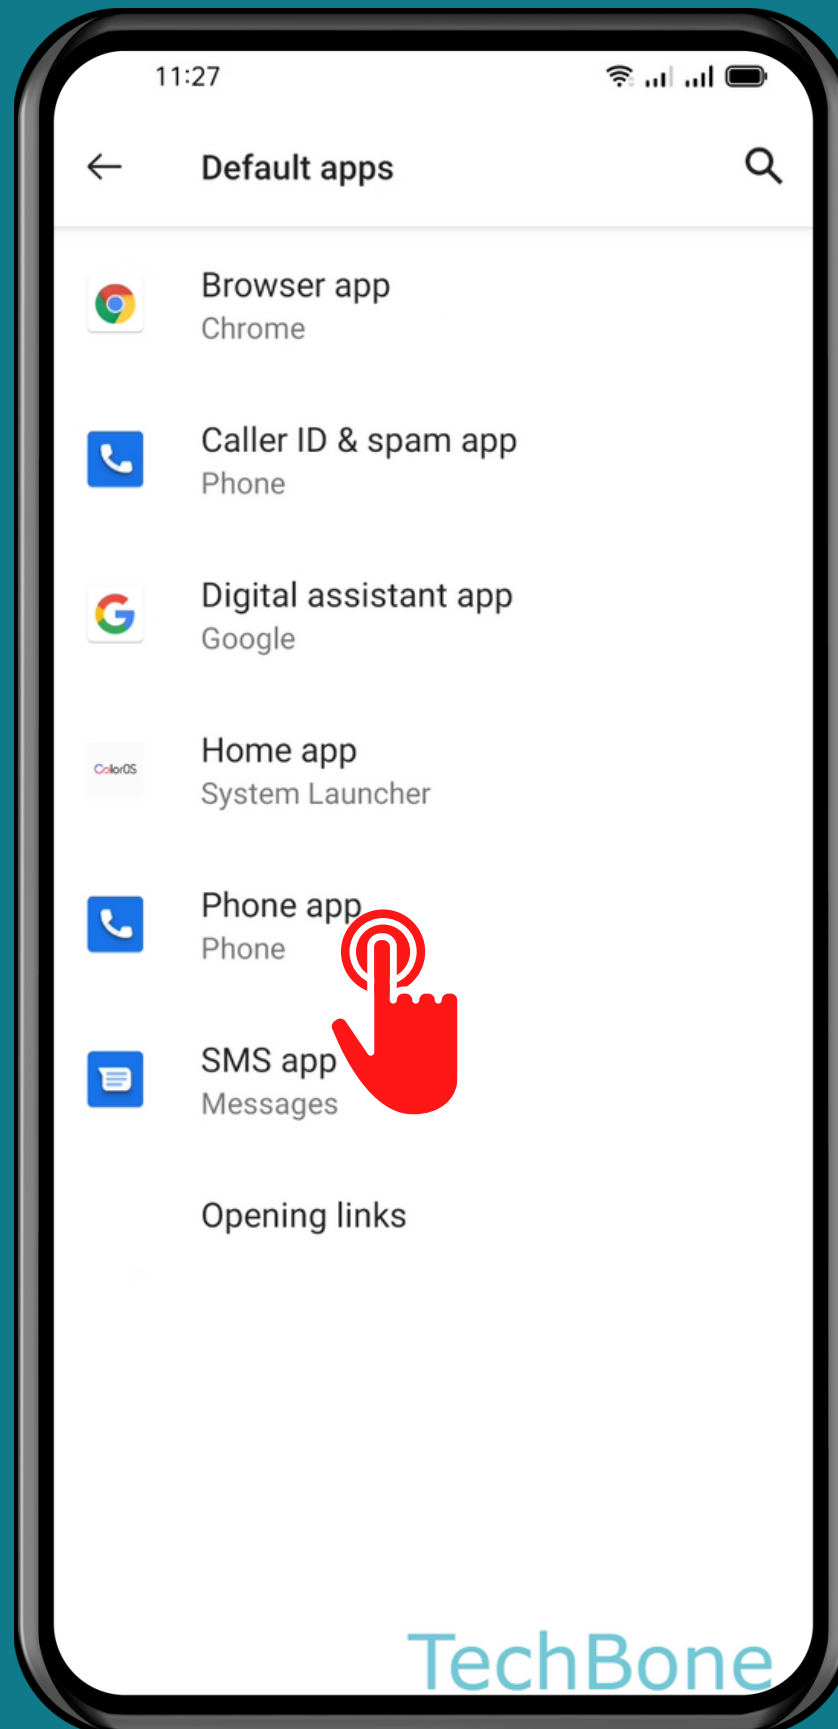 11:27
Default apps
Browser app
Chrome
Caller ID & spam app
Phone
Digital assistant app
Google
ColorOS
Home app
System Launcher
Phone app
Phone
SMS app
Messages
Opening links
TechBone